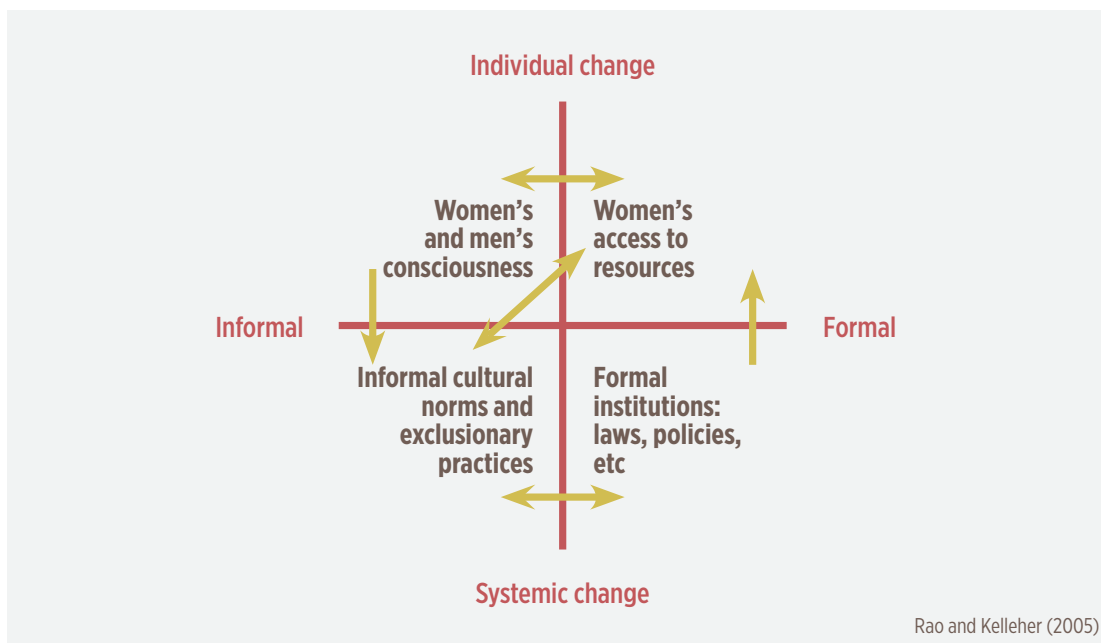 Individual change
Women's
and men's
consciousness
Women's
access to
resources
Informal
Formal
Informal cultural
norms and
exclusionary
practices
Formal
institutions:
laws, policies,
etc
Systemic change
Rao and Kelleher (2005)